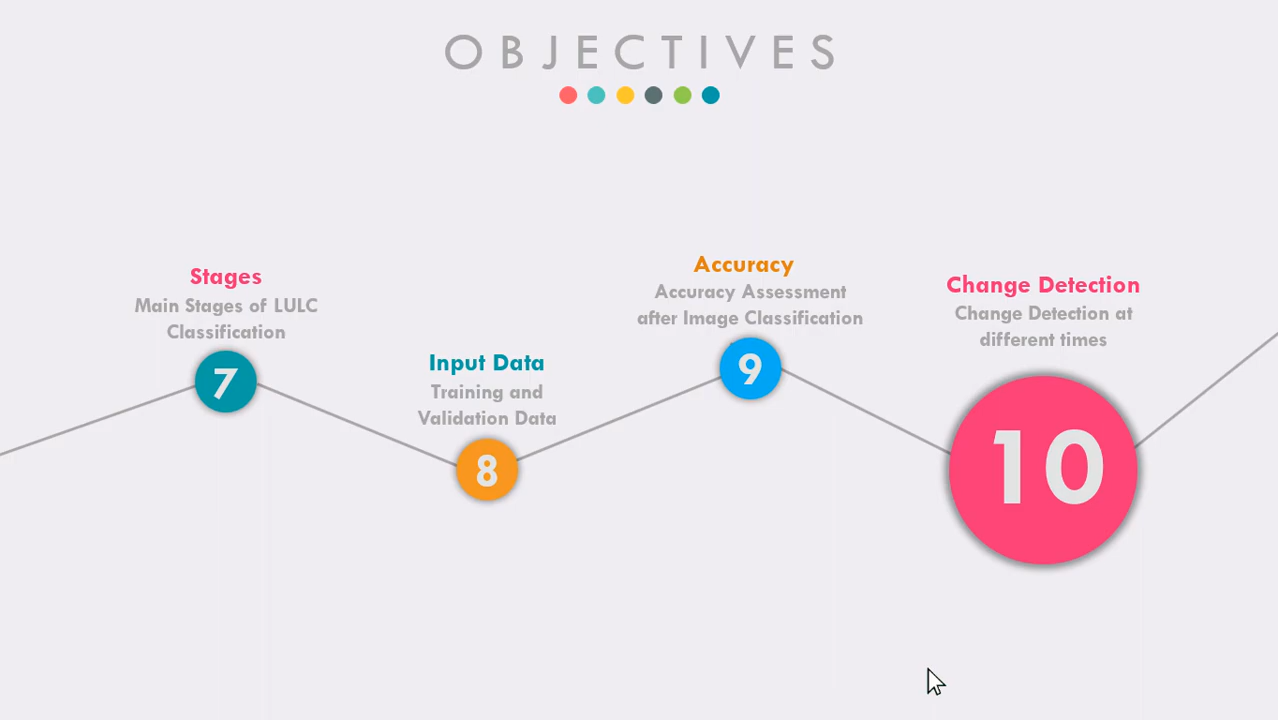 OBJECTIVES
Stages
Main Stages of LULC
Classification
7
Input Data
Training and
Validation Data
8
Accuracy
Accuracy Assessment
after Image Classification
9
Change Detection
Change Detection at
different times
10